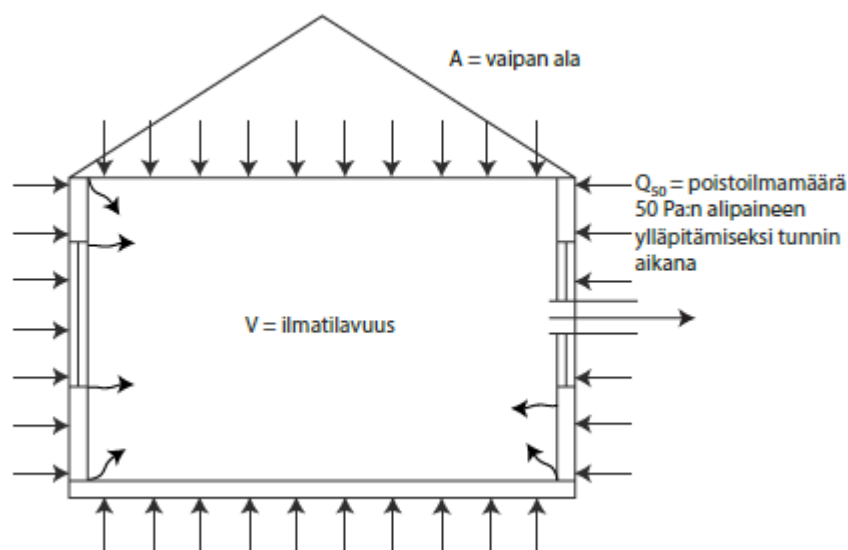 A = vaipan ala
Q₅₀ = poistoilmamäärä
50 Pa:n alipaineen
ylläpitämiseksi tunnin
aikana
V = ilmatilavuus